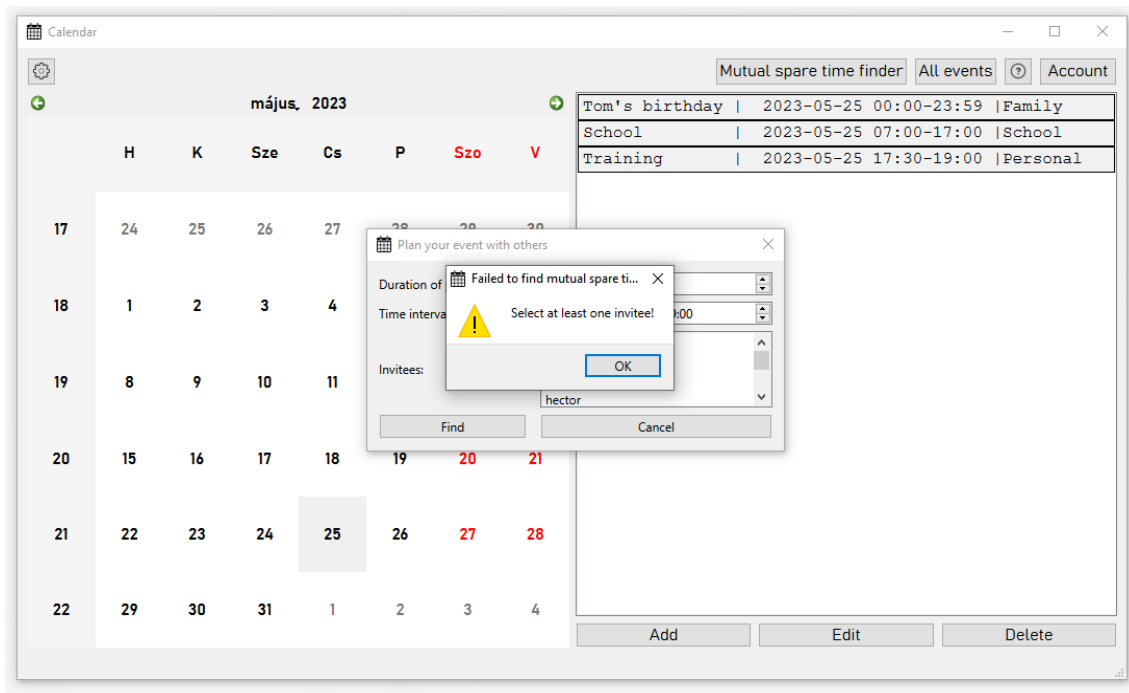 Calendar
Mutual spare time finder All events ? Account
május, 2023
H K Sze Cs P Szo V
17 24 25 26 27 28 29 30
18 1 2 3 4
19 8 9 10 11
20 15 16 17 18 19 20 21
21 22 23 24 25 26 27 28
22 29 30 31 1 2 3 4
Tom's birthday | 2023-05-25 00:00-23:59 |Family
School | 2023-05-25 07:00-17:00 |School
Training | 2023-05-25 17:30-19:00 |Personal
Plan your event with others
Duration of
Time interva
:00
Invitees:
hector
Find Cancel
Failed to find mutual spare ti...
Select at least one invitee!
OK
Add Edit Delete